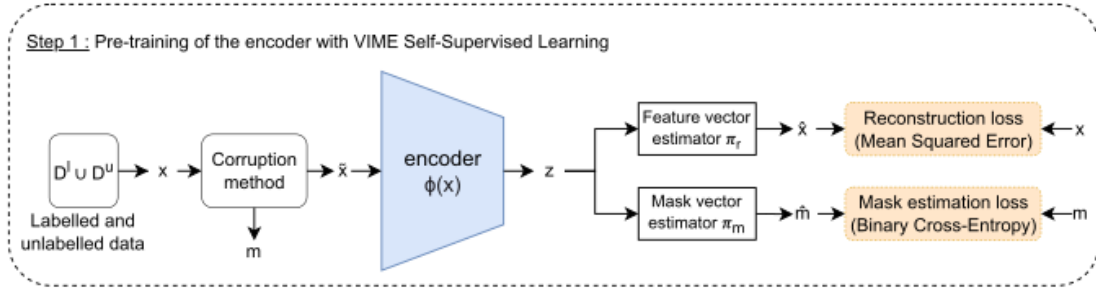 Step 1 : Pre-training of the encoder with VIME Self-Supervised Learning
Dˡ ∪ Dᵘ
Labelled and
unlabelled data
x
Corruption
method
m
x̃
encoder
ϕ(x)
z
Feature vector
estimator πᵣ
x̂
Reconstruction loss
(Mean Squared Error)
x
Mask vector
estimator πₘ
m̂
Mask estimation loss
(Binary Cross-Entropy)
m